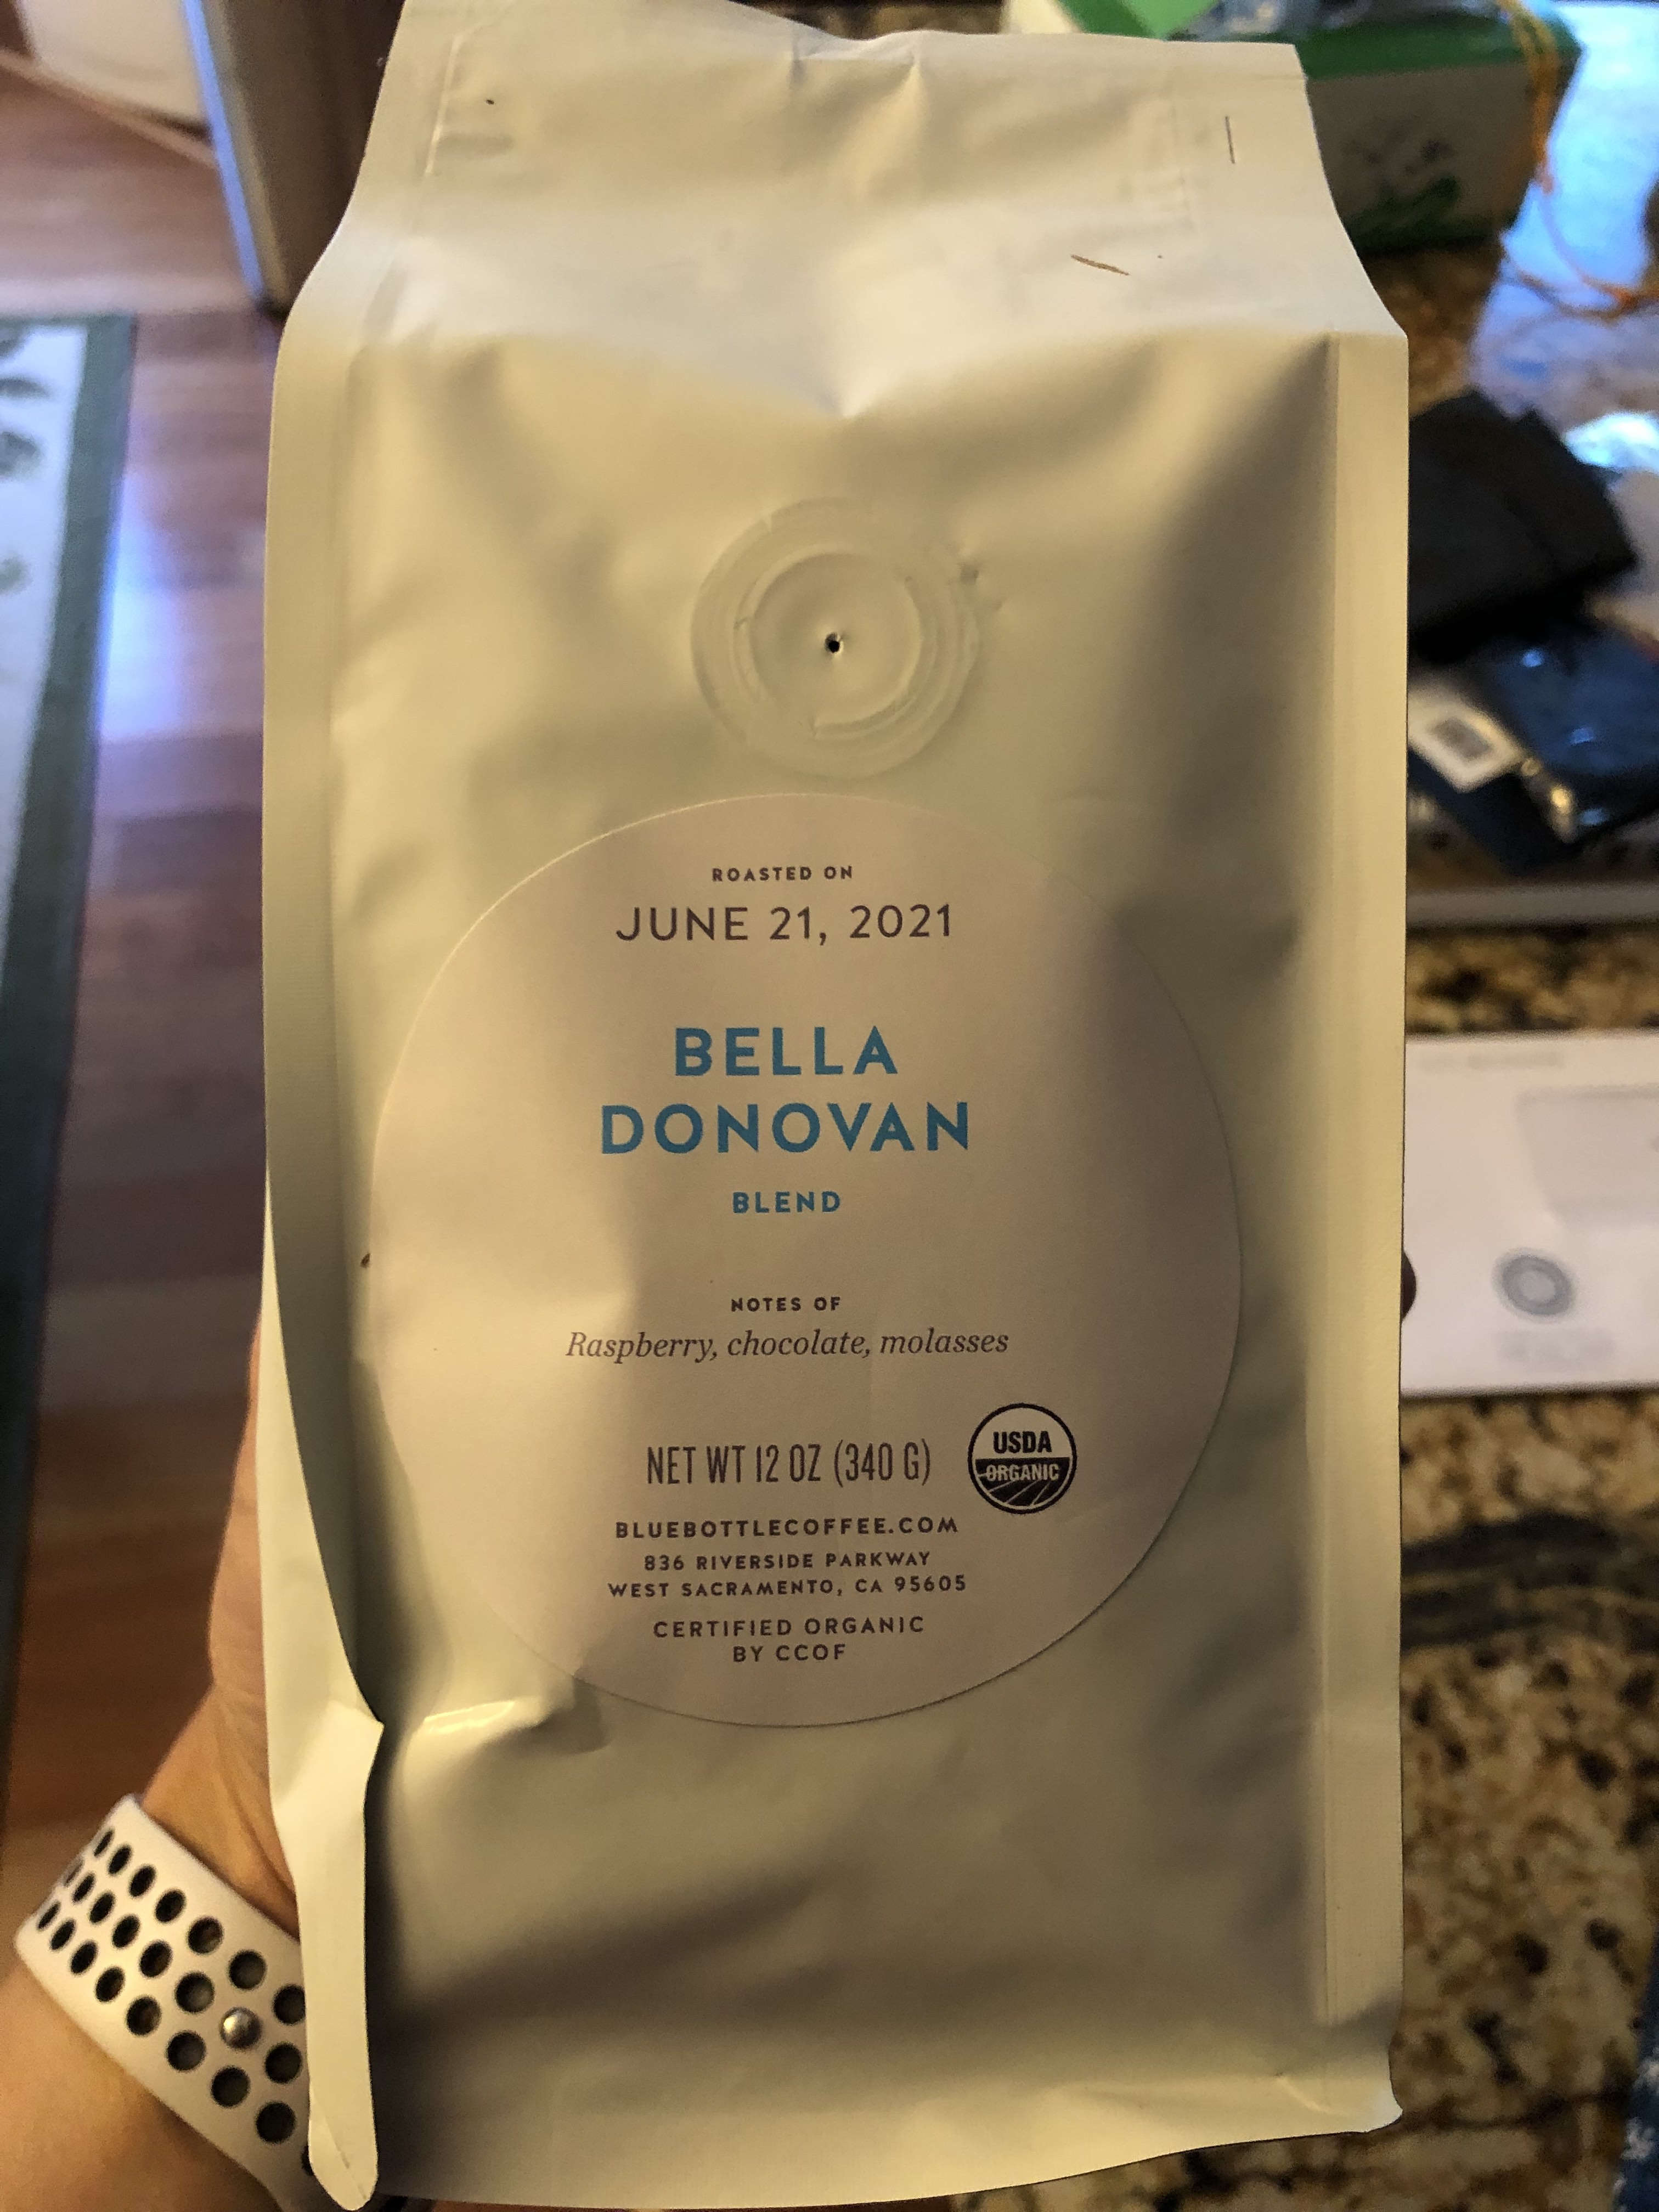 ROASTED ON
JUNE 21, 2021
BELLA
DONOVAN
BLEND
NOTES OF
Raspberry, chocolate, molasses
NET WT 12 OZ (340 G)
USDA
ORGANIC
BLUEBOTTLECOFFEE.COM
836 RIVERSIDE PARKWAY
WEST SACRAMENTO, CA 95605
CERTIFIED ORGANIC
BY CCOF